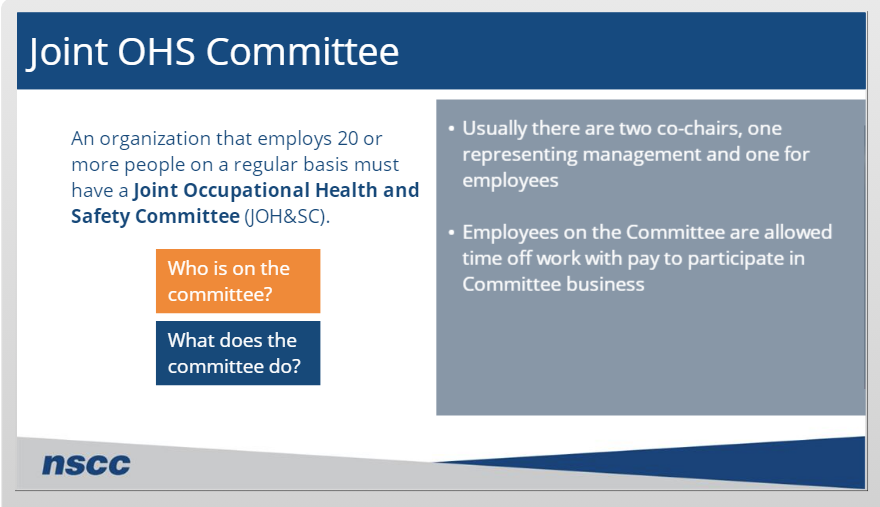 Joint OHS Committee
An organization that employs 20 or
more people on a regular basis must
have a Joint Occupational Health and
Safety Committee (JOH&SC).
Who is on the
committee?
What does the
committee do?
• Usually there are two co-chairs, one
representing management and one for
employees
• Employees on the Committee are allowed
time off work with pay to participate in
Committee business
nscc